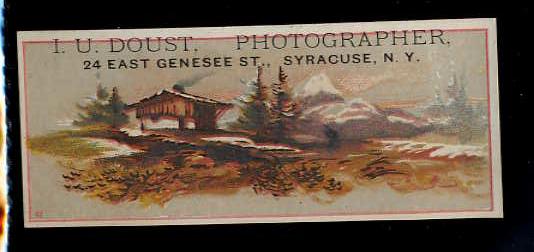 I. U. DOUST, PHOTOGRAPHER,
24 EAST GENESEE ST., SYRACUSE, N. Y.